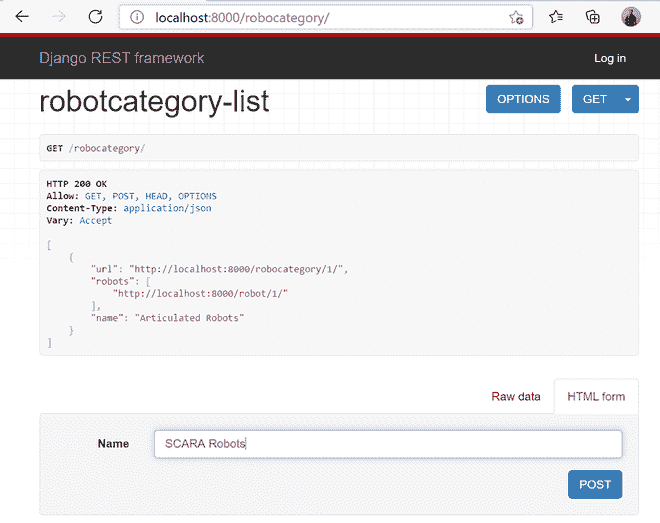 localhost:8000/robocategory/
Django REST framework Log in
robotcategory-list OPTIONS GET
GET /robocategory/
HTTP 200 OK
Allow: GET, POST, HEAD, OPTIONS
Content-Type: application/json
Vary: Accept
[
{
"url": "http://localhost:8000/robocategory/1/",
"robots": [
"http://localhost:8000/robot/1/"
],
"name": "Articulated Robots"
}
]
Raw data HTML form
Name SCARA Robots
POST